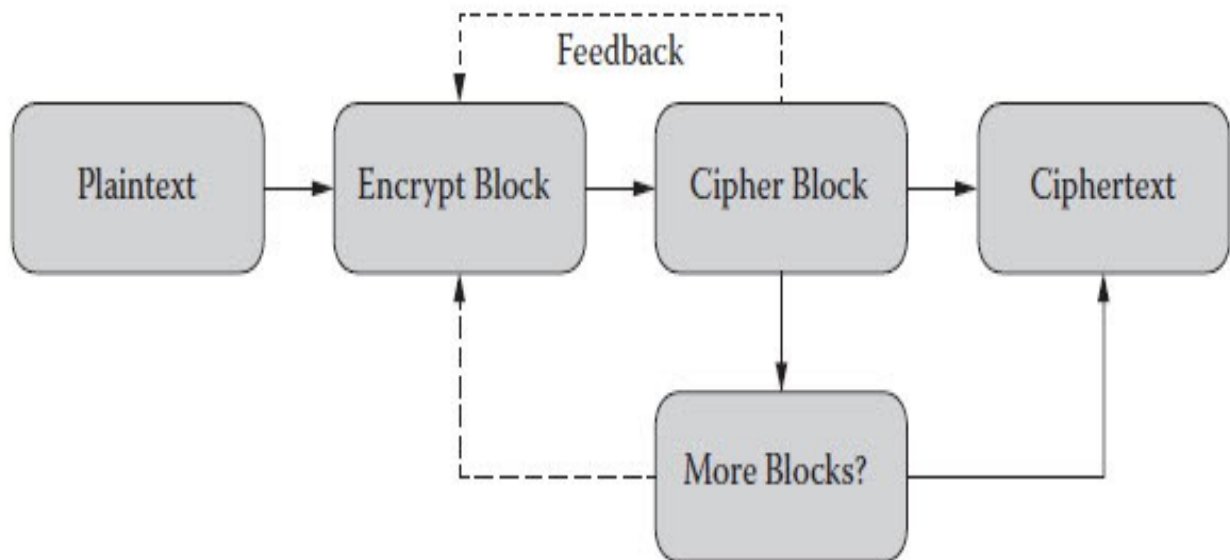 Feedback
Plaintext
Encrypt Block
Cipher Block
Ciphertext
More Blocks?